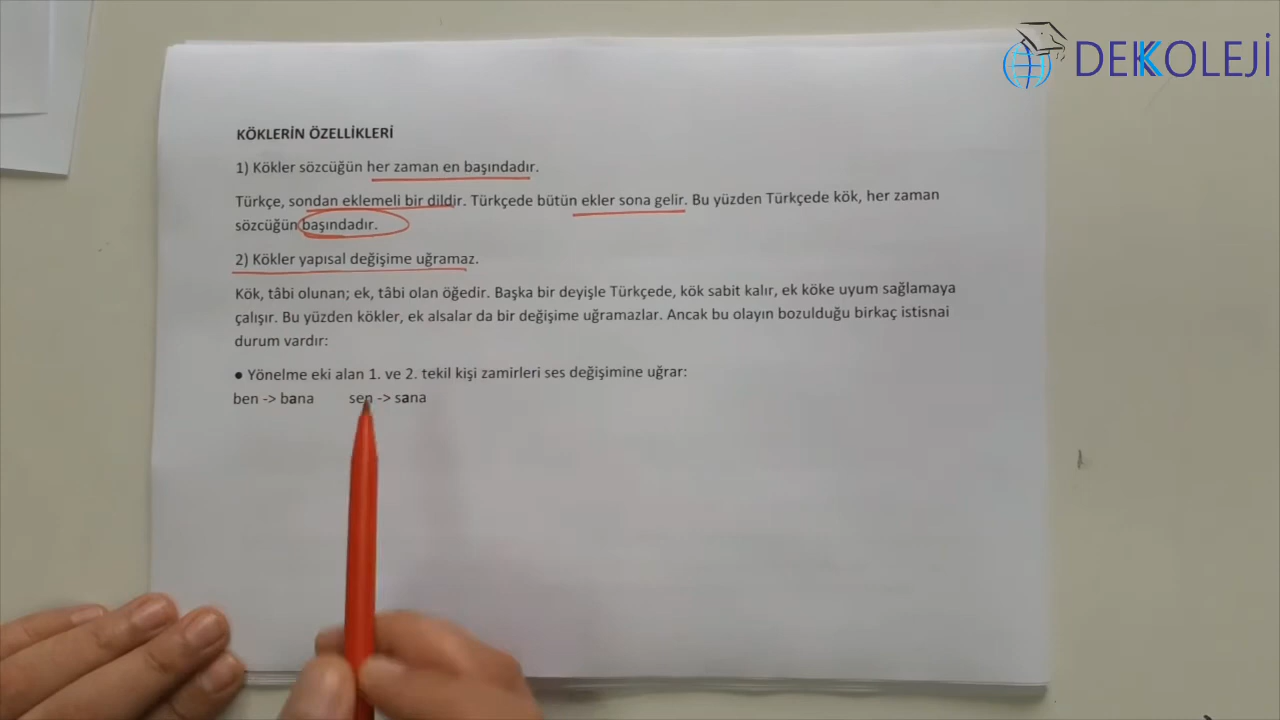 DEKKOLEJİ
KÖKLERİN ÖZELLİKLERİ
1) Kökler sözcüğün her zaman en başındadır.
Türkçe, sondan eklemeli bir dildir. Türkçede bütün ekler sona gelir. Bu yüzden Türkçede kök, her zaman
sözcüğün başındadır.
2) Kökler yapısal değişime uğramaz.
Kök, tâbi olunan; ek, tâbi olan öğedir. Başka bir deyişle Türkçede, kök sabit kalır, ek köke uyum sağlamaya
çalışır. Bu yüzden kökler, ek alsalar da bir değişime uğramazlar. Ancak bu olayın bozulduğu birkaç istisnai
durum vardır:
● Yönelme eki alan 1. ve 2. tekil kişi zamirleri ses değişimine uğrar:
ben -> bana sen -> sana